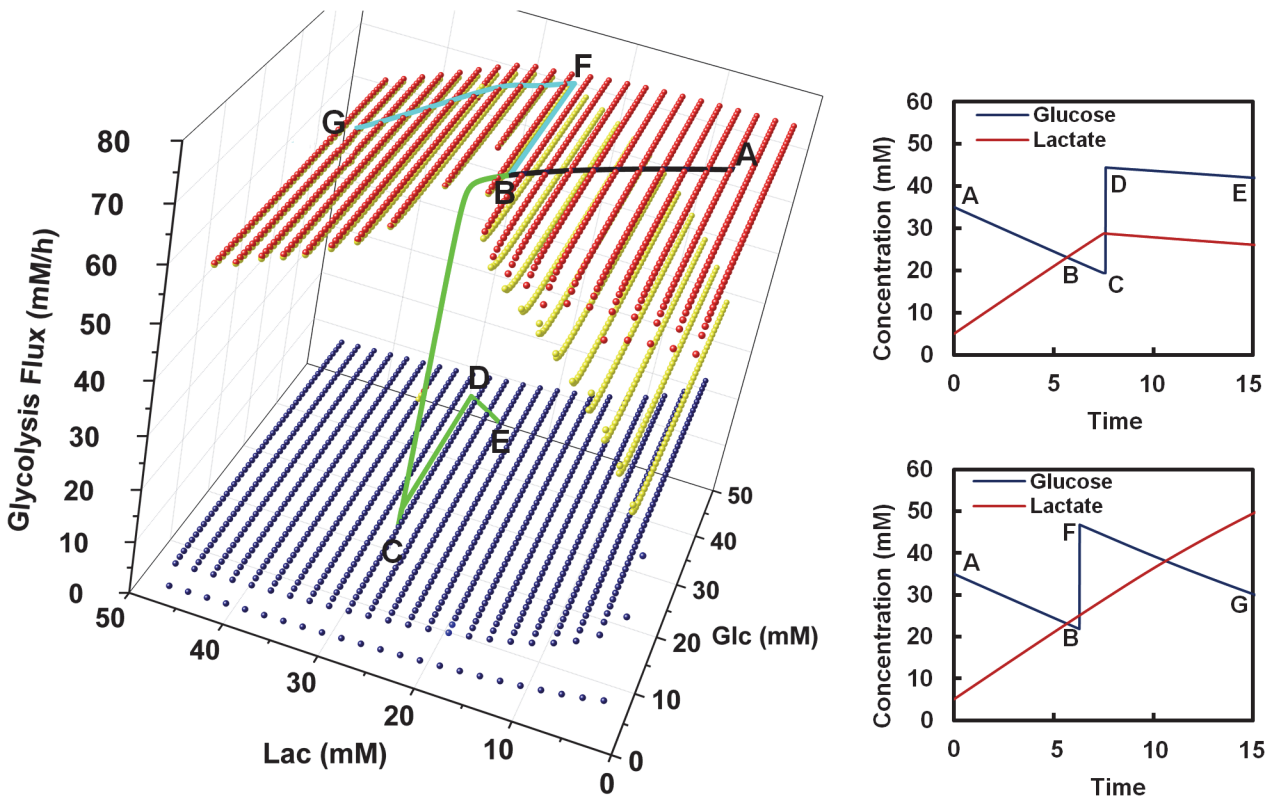 Glycolysis Flux (mM/h)
80
70
60
50
40
30
20
10
0
50
40
30
20
10
0
Lac (mM)
0
10
20
30
40
50
Glc (mM)
A
B
C
D
E
F
G
Concentration (mM)
60
50
40
30
20
10
0
Glucose
Lactate
A
B
C
D
E
0
5
10
15
Time
Concentration (mM)
60
50
40
30
20
10
0
Glucose
Lactate
A
B
F
G
0
5
10
15
Time